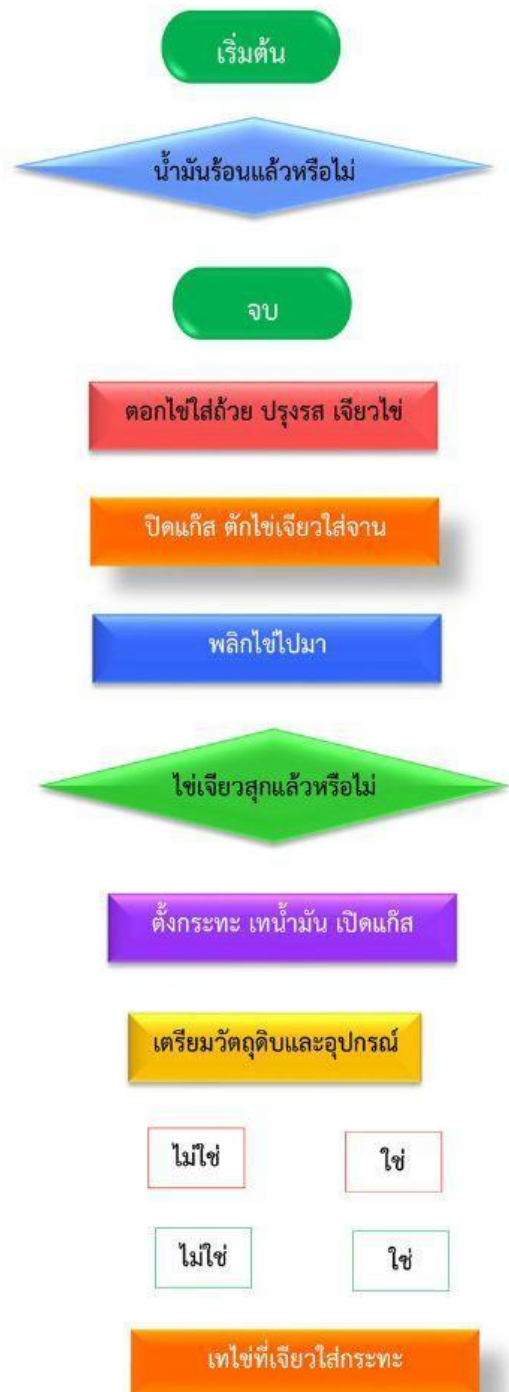 เริ่มต้น
น้ำมันร้อนแล้วหรือไม่
จบ
ตอกไข่ใส่ถ้วย ปรุงรส เจียวไข่
ปิดแก๊ส ตักไข่เจียวใส่จาน
พลิกไข่ไปมา
ไข่เจียวสุกแล้วหรือไม่
ตั้งกระทะ เทน้ำมัน เปิดแก๊ส
เตรียมวัตถุดิบและอุปกรณ์
ไม่ใช่ ใช่
ไม่ใช่ ใช่
เทไข่ที่เจียวใส่กระทะ